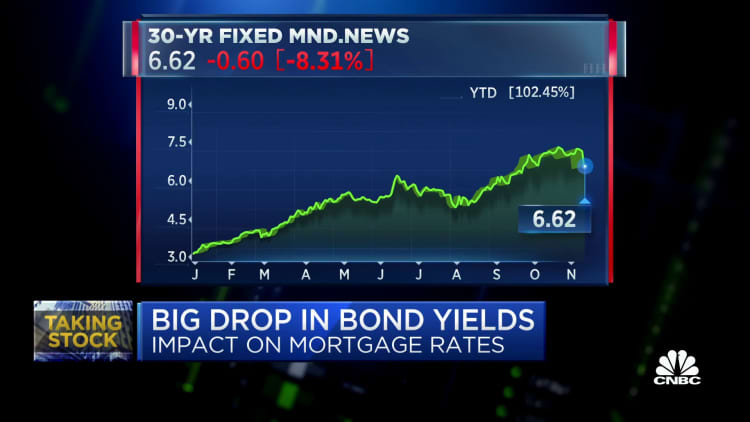 30-YR FIXED MND.NEWS
6.62 -0.60 [-8.31%]
YTD [102.45%]
9.0
7.5
6.0
4.5
3.0
6.62
J F M A M J J A S O N
TAKING
STOCK
BIG DROP IN BOND YIELDS
IMPACT ON MORTGAGE RATES
CNBC